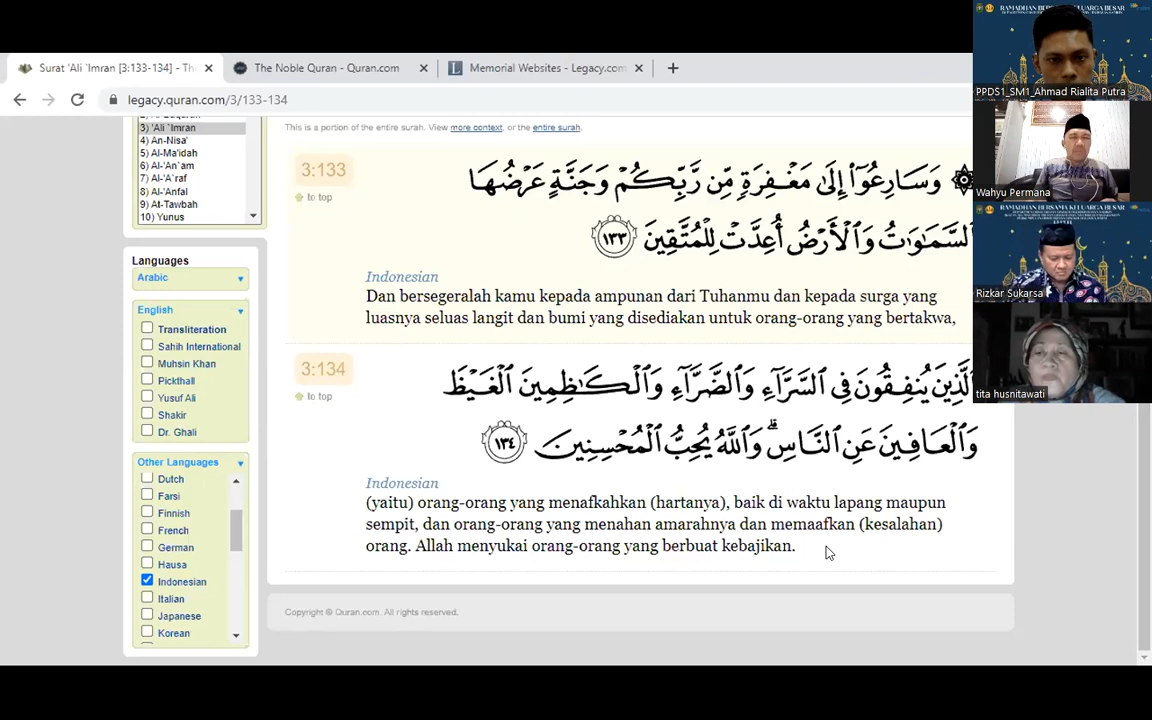 RAMADHAN BERSAMA KELUARGA BESAR
Surat 'Ali `Imran [3:133-134] - Th
The Noble Quran - Quran.com
Memorial Websites - Legacy.com
legacy.quran.com/3/133-134
PPDS1_SM1_Ahmad Rialita Putra
Wahyu Permana
RAMADHAN BERSAMA KELUARGA BESAR
Rizkar Sukarsa
tita husnitawati
3) 'Ali `Imran
4) An-Nisa'
5) Al-Ma'idah
6) Al-'An`am
7) Al-'A`raf
8) Al-'Anfal
9) At-Tawbah
10) Yunus
Languages
Arabic
English
Transliteration
Sahih International
Muhsin Khan
Pickthall
Yusuf Ali
Shakir
Dr. Ghali
Other Languages
Dutch
Farsi
Finnish
French
German
Hausa
Indonesian
Italian
Japanese
Korean
This is a portion of the entire surah. View more context, or the entire surah.
3:133
to top
۞ وَسَارِعُوٓا۟ إِلَىٰ مَغْفِرَةٍ مِّن رَّبِّكُمْ وَجَنَّةٍ عَرْضُهَا
ٱلسَّمَـٰوَٰتُ وَٱلْأَرْضُ أُعِدَّتْ لِلْمُتَّقِينَ ١٣٣
Indonesian
Dan bersegeralah kamu kepada ampunan dari Tuhanmu dan kepada surga yang
luasnya seluas langit dan bumi yang disediakan untuk orang-orang yang bertakwa,
3:134
to top
ٱلَّذِينَ يُنفِقُونَ فِى ٱلسَّرَّآءِ وَٱلضَّرَّآءِ وَٱلْكَـٰظِمِينَ ٱلْغَيْظَ
وَٱلْعَافِينَ عَنِ ٱلنَّاسِ ۗ وَٱللَّهُ يُحِبُّ ٱلْمُحْسِنِينَ ١٣٤
Indonesian
(yaitu) orang-orang yang menafkahkan (hartanya), baik di waktu lapang maupun
sempit, dan orang-orang yang menahan amarahnya dan memaafkan (kesalahan)
orang. Allah menyukai orang-orang yang berbuat kebajikan.
Copyright © Quran.com. All rights reserved.